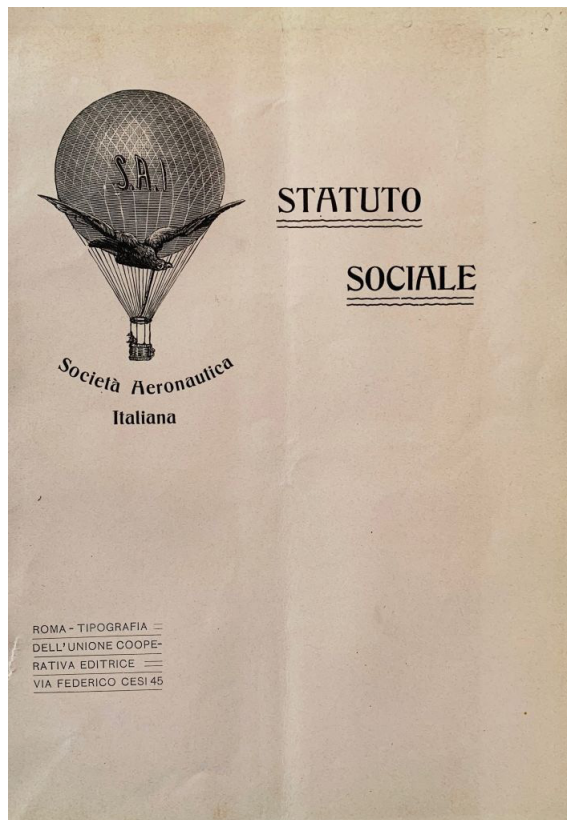 S.A.I
STATUTO
SOCIALE
Società Aeronautica
Italiana
ROMA - TIPOGRAFIA
DELL'UNIONE COOPE-
RATIVA EDITRICE
VIA FEDERICO CESI 45